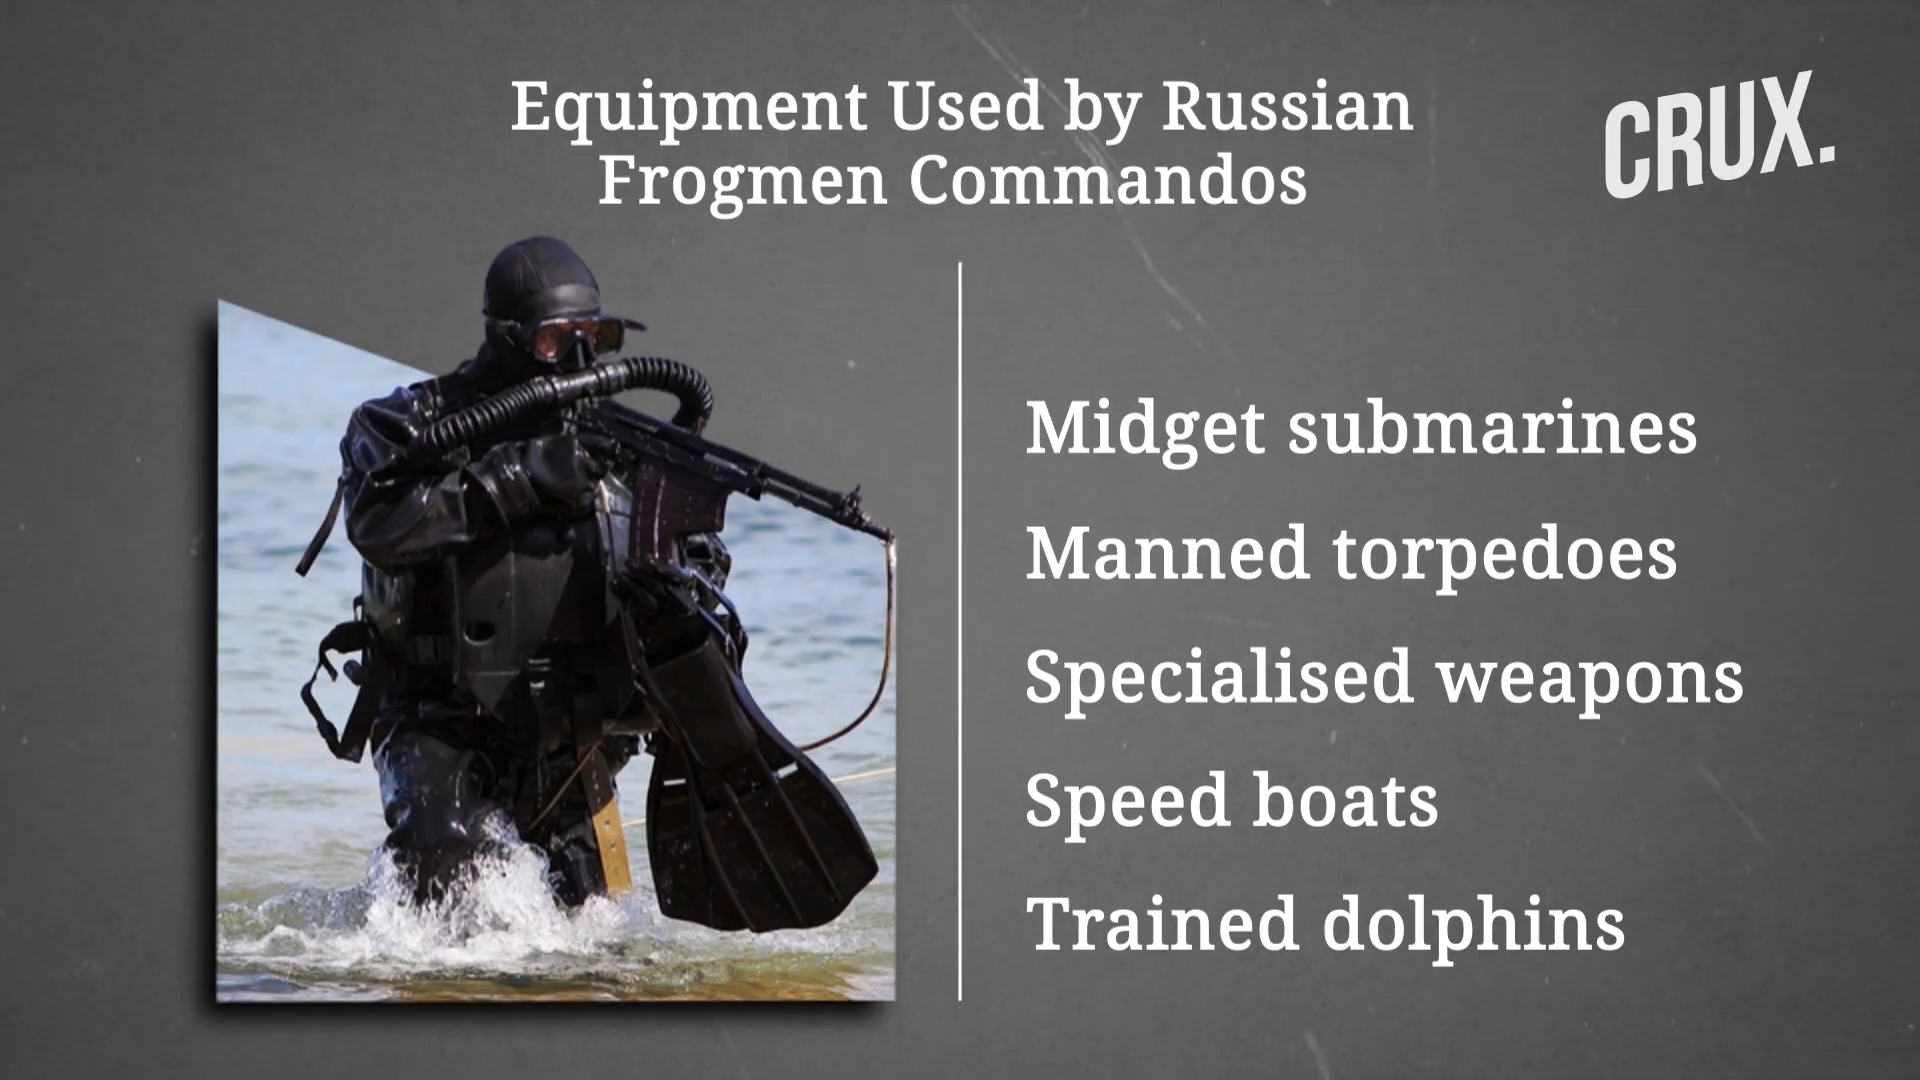 Equipment Used by Russian
Frogmen Commandos
CRUX.
Midget submarines
Manned torpedoes
Specialised weapons
Speed boats
Trained dolphins